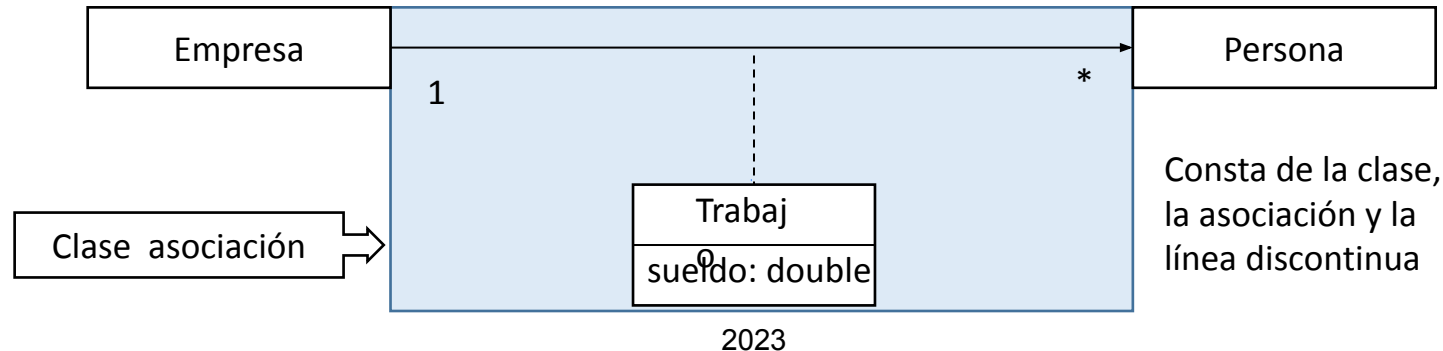 Empresa
Persona
1
*
Trabaj
o
sueldo: double
Clase asociación
Consta de la clase,
la asociación y la
línea discontinua
2023